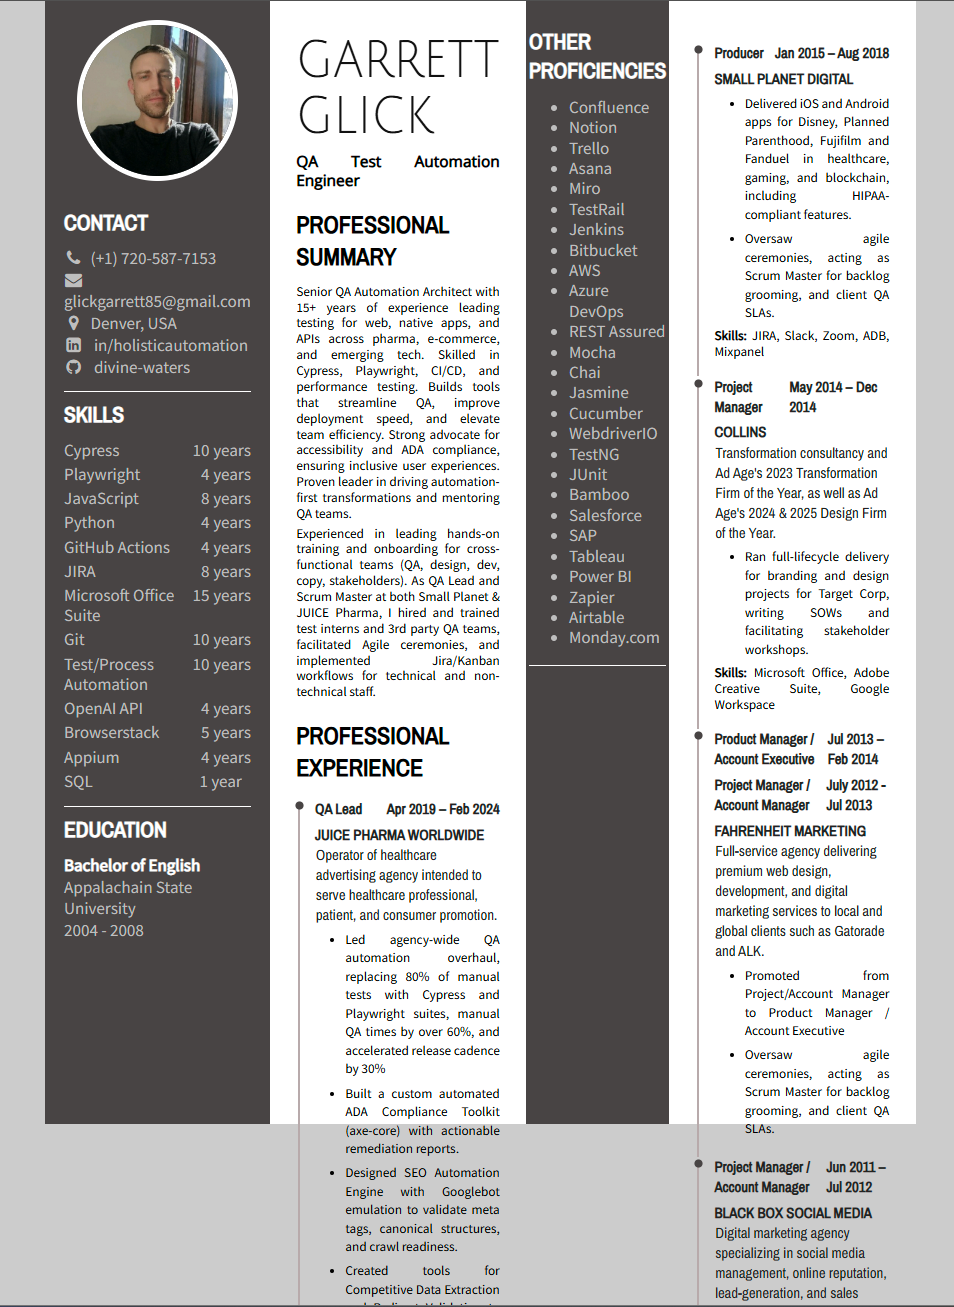 CONTACT
(+1) 720-587-7153
glickgarrett85@gmail.com
Denver, USA
in/holisticautomation
divine-waters
SKILLS
Cypress 10 years
Playwright 4 years
JavaScript 8 years
Python 4 years
GitHub Actions 4 years
JIRA 8 years
Microsoft Office 15 years
Suite
Git 10 years
Test/Process 10 years
Automation
OpenAI API 4 years
Browserstack 5 years
Appium 4 years
SQL 1 year
EDUCATION
Bachelor of English
Appalachain State
University
2004 - 2008
GARRETT
GLICK
QA Test Automation
Engineer
PROFESSIONAL
SUMMARY
Senior QA Automation Architect with
15+ years of experience leading
testing for web, native apps, and
APIs across pharma, e-commerce,
and emerging tech. Skilled in
Cypress, Playwright, CI/CD, and
performance testing. Builds tools
that streamline QA, improve
deployment speed, and elevate
team efficiency. Strong advocate for
accessibility and ADA compliance,
ensuring inclusive user experiences.
Proven leader in driving automation-
first transformations and mentoring
QA teams.
Experienced in leading hands-on
training and onboarding for cross-
functional teams (QA, design, dev,
copy, stakeholders). As QA Lead and
Scrum Master at both Small Planet &
JUICE Pharma, I hired and trained
test interns and 3rd party QA teams,
facilitated Agile ceremonies, and
implemented Jira/Kanban
workflows for technical and non-
technical staff.
PROFESSIONAL
EXPERIENCE
QA Lead Apr 2019 – Feb 2024
JUICE PHARMA WORLDWIDE
Operator of healthcare
advertising agency intended to
serve healthcare professional,
patient, and consumer promotion.
• Led agency-wide QA
automation overhaul,
replacing 80% of manual
tests with Cypress and
Playwright suites, manual
QA times by over 60%, and
accelerated release cadence
by 30%
• Built a custom automated
ADA Compliance Toolkit
(axe-core) with actionable
remediation reports.
• Designed SEO Automation
Engine with Googlebot
emulation to validate meta
tags, canonical structures,
and crawl readiness.
• Created tools for
Competitive Data Extraction
OTHER
PROFICIENCIES
• Confluence
• Notion
• Trello
• Asana
• Miro
• TestRail
• Jenkins
• Bitbucket
• AWS
• Azure
DevOps
• REST Assured
• Mocha
• Chai
• Jasmine
• Cucumber
• WebdriverIO
• TestNG
• JUnit
• Bamboo
• Salesforce
• SAP
• Tableau
• Power BI
• Zapier
• Airtable
• Monday.com
Producer Jan 2015 – Aug 2018
SMALL PLANET DIGITAL
• Delivered iOS and Android
apps for Disney, Planned
Parenthood, Fujifilm and
Fanduel in healthcare,
gaming, and blockchain,
including HIPAA-
compliant features.
• Oversaw agile
ceremonies, acting as
Scrum Master for backlog
grooming, and client QA
SLAs.
Skills: JIRA, Slack, Zoom, ADB,
Mixpanel
Project May 2014 – Dec
Manager 2014
COLLINS
Transformation consultancy and
Ad Age's 2023 Transformation
Firm of the Year, as well as Ad
Age's 2024 & 2025 Design Firm
of the Year.
• Ran full-lifecycle delivery
for branding and design
projects for Target Corp,
writing SOWs and
facilitating stakeholder
workshops.
Skills: Microsoft Office, Adobe
Creative Suite, Google
Workspace
Product Manager / Jul 2013 –
Account Executive Feb 2014
Project Manager / July 2012 -
Account Manager Jul 2013
FAHRENHEIT MARKETING
Full-service agency delivering
premium web design,
development, and digital
marketing services to local and
global clients such as Gatorade
and ALK.
• Promoted from
Project/Account Manager
to Product Manager /
Account Executive
• Oversaw agile
ceremonies, acting as
Scrum Master for backlog
grooming, and client QA
SLAs.
Project Manager / Jun 2011 –
Account Manager Jul 2012
BLACK BOX SOCIAL MEDIA
Digital marketing agency
specializing in social media
management, online reputation,
lead-generation, and sales